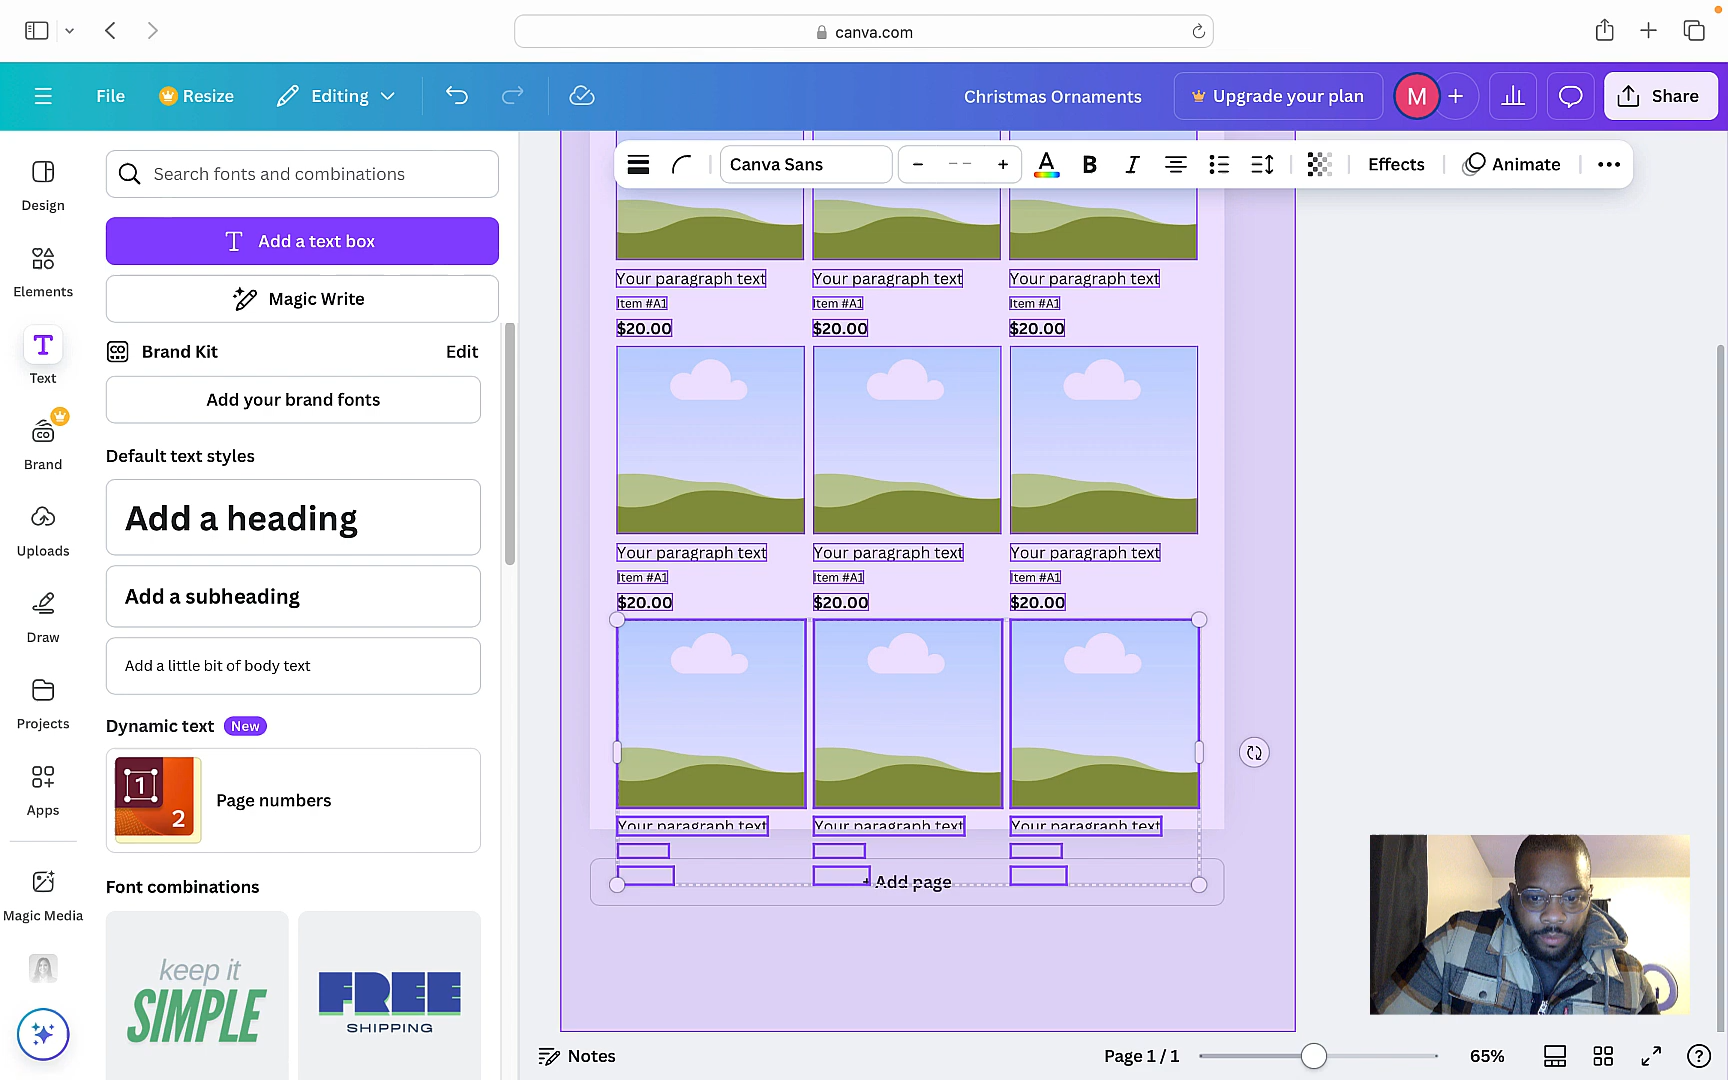 canva.com
File
Resize
Editing
Christmas Ornaments
Upgrade your plan
M
Share
Design
Elements
Text
Brand
Uploads
Draw
Projects
Apps
Magic Media
Search fonts and combinations
Add a text box
Magic Write
Brand Kit
Edit
Add your brand fonts
Default text styles
Add a heading
Add a subheading
Add a little bit of body text
Dynamic text New
1
2
Page numbers
Font combinations
keep it
SIMPLE
FREE
SHIPPING
Canva Sans
– -- +
A B I
Effects
Animate
Your paragraph text Your paragraph text Your paragraph text
Item #A1 Item #A1 Item #A1
$20.00 $20.00 $20.00
Your paragraph text Your paragraph text Your paragraph text
Item #A1 Item #A1 Item #A1
$20.00 $20.00 $20.00
Your paragraph text Your paragraph text Your paragraph text
+ Add page
Notes
Page 1 / 1
65%